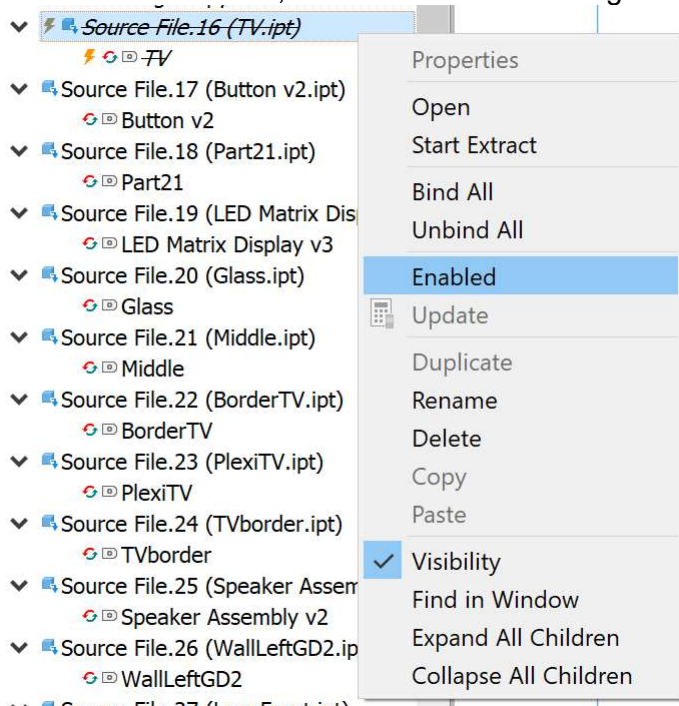 Source File.16 (TV.ipt)
TV
Source File.17 (Button v2.ipt)
Button v2
Source File.18 (Part21.ipt)
Part21
Source File.19 (LED Matrix Dis
LED Matrix Display v3
Source File.20 (Glass.ipt)
Glass
Source File.21 (Middle.ipt)
Middle
Source File.22 (BorderTV.ipt)
BorderTV
Source File.23 (PlexiTV.ipt)
PlexiTV
Source File.24 (TVborder.ipt)
TVborder
Source File.25 (Speaker Assem
Speaker Assembly v2
Source File.26 (WallLeftGD2.ip
WallLeftGD2
Properties
Open
Start Extract
Bind All
Unbind All
Enabled
Update
Duplicate
Rename
Delete
Copy
Paste
Visibility
Find in Window
Expand All Children
Collapse All Children